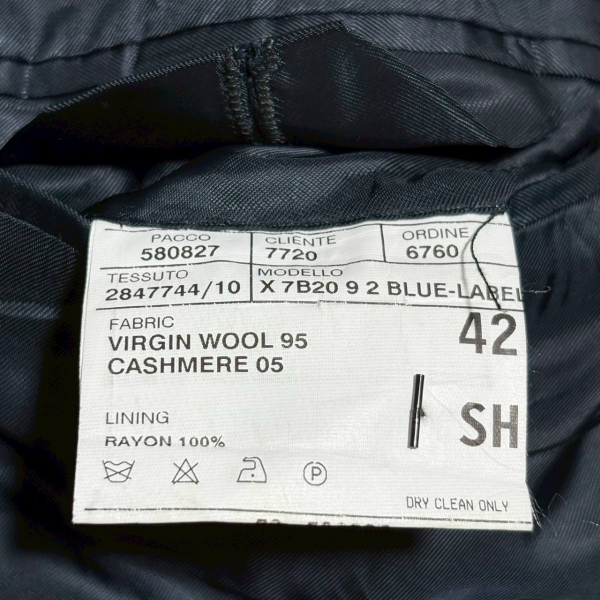 PACCO CLIENTE ORDINE
580827 7720 6760
TESSUTO MODELLO
2847744/10 X 7B20 9 2 BLUE-LABEL
FABRIC 42
VIRGIN WOOL 95
CASHMERE 05
LINING SH
RAYON 100%
P
DRY CLEAN ONLY